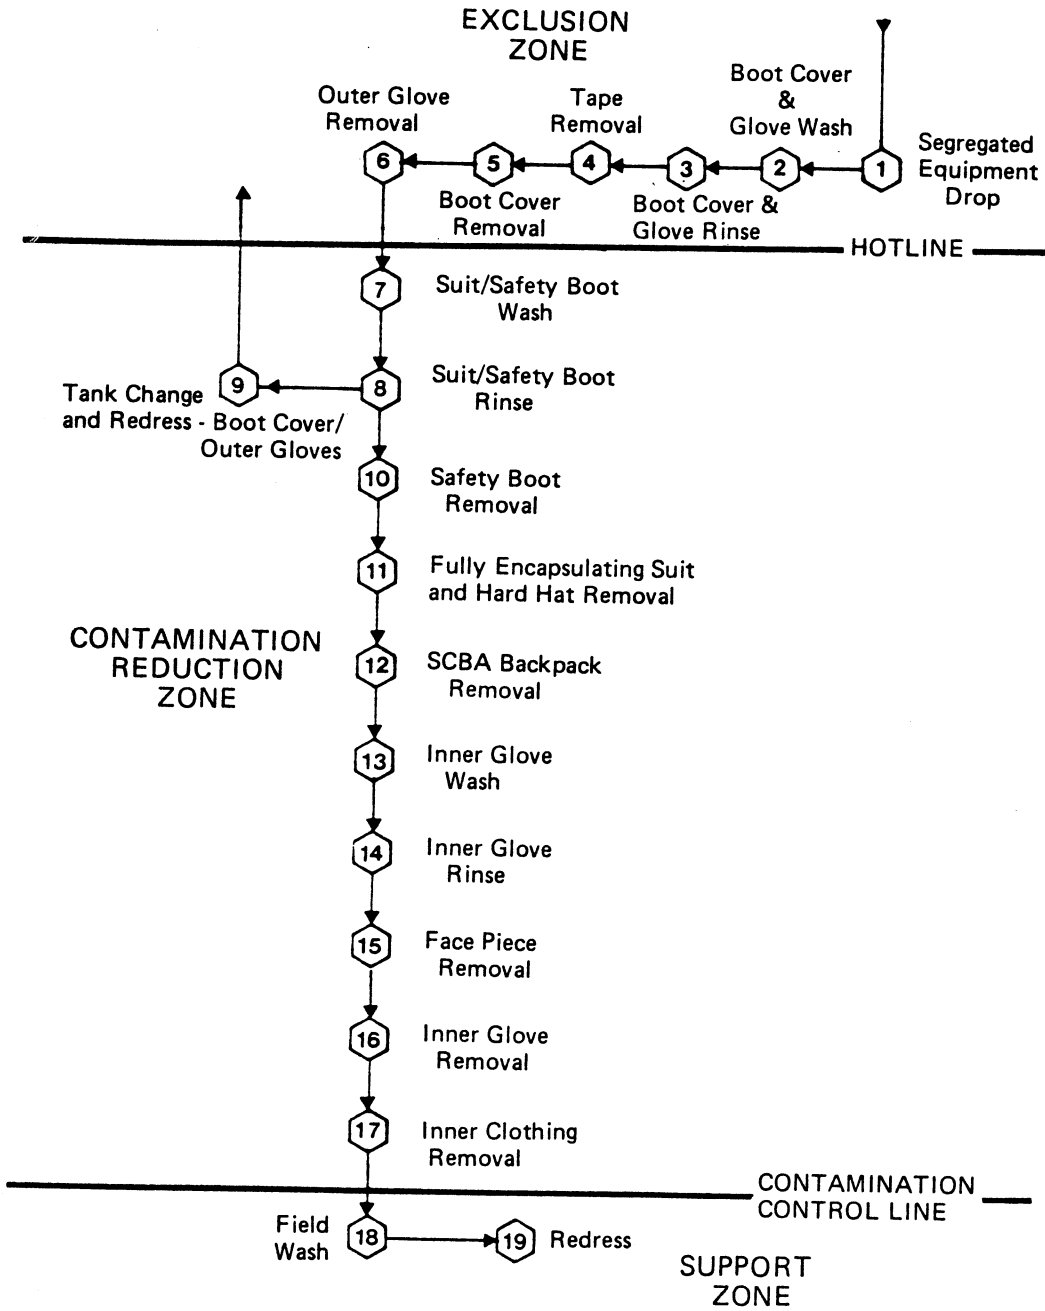 EXCLUSION
ZONE
Boot Cover
&
Glove Wash
Outer Glove
Removal
Tape
Removal
Segregated
Equipment
Drop
6
5
4
3
2
1
Boot Cover
Removal
Boot Cover &
Glove Rinse
HOTLINE
7
Suit/Safety Boot
Wash
9
8
Suit/Safety Boot
Rinse
Tank Change
and Redress - Boot Cover/
Outer Gloves
10
Safety Boot
Removal
11
Fully Encapsulating Suit
and Hard Hat Removal
CONTAMINATION
REDUCTION
ZONE
12
SCBA Backpack
Removal
13
Inner Glove
Wash
14
Inner Glove
Rinse
15
Face Piece
Removal
16
Inner Glove
Removal
17
Inner Clothing
Removal
CONTAMINATION
CONTROL LINE
Field
Wash
18
19
Redress
SUPPORT
ZONE